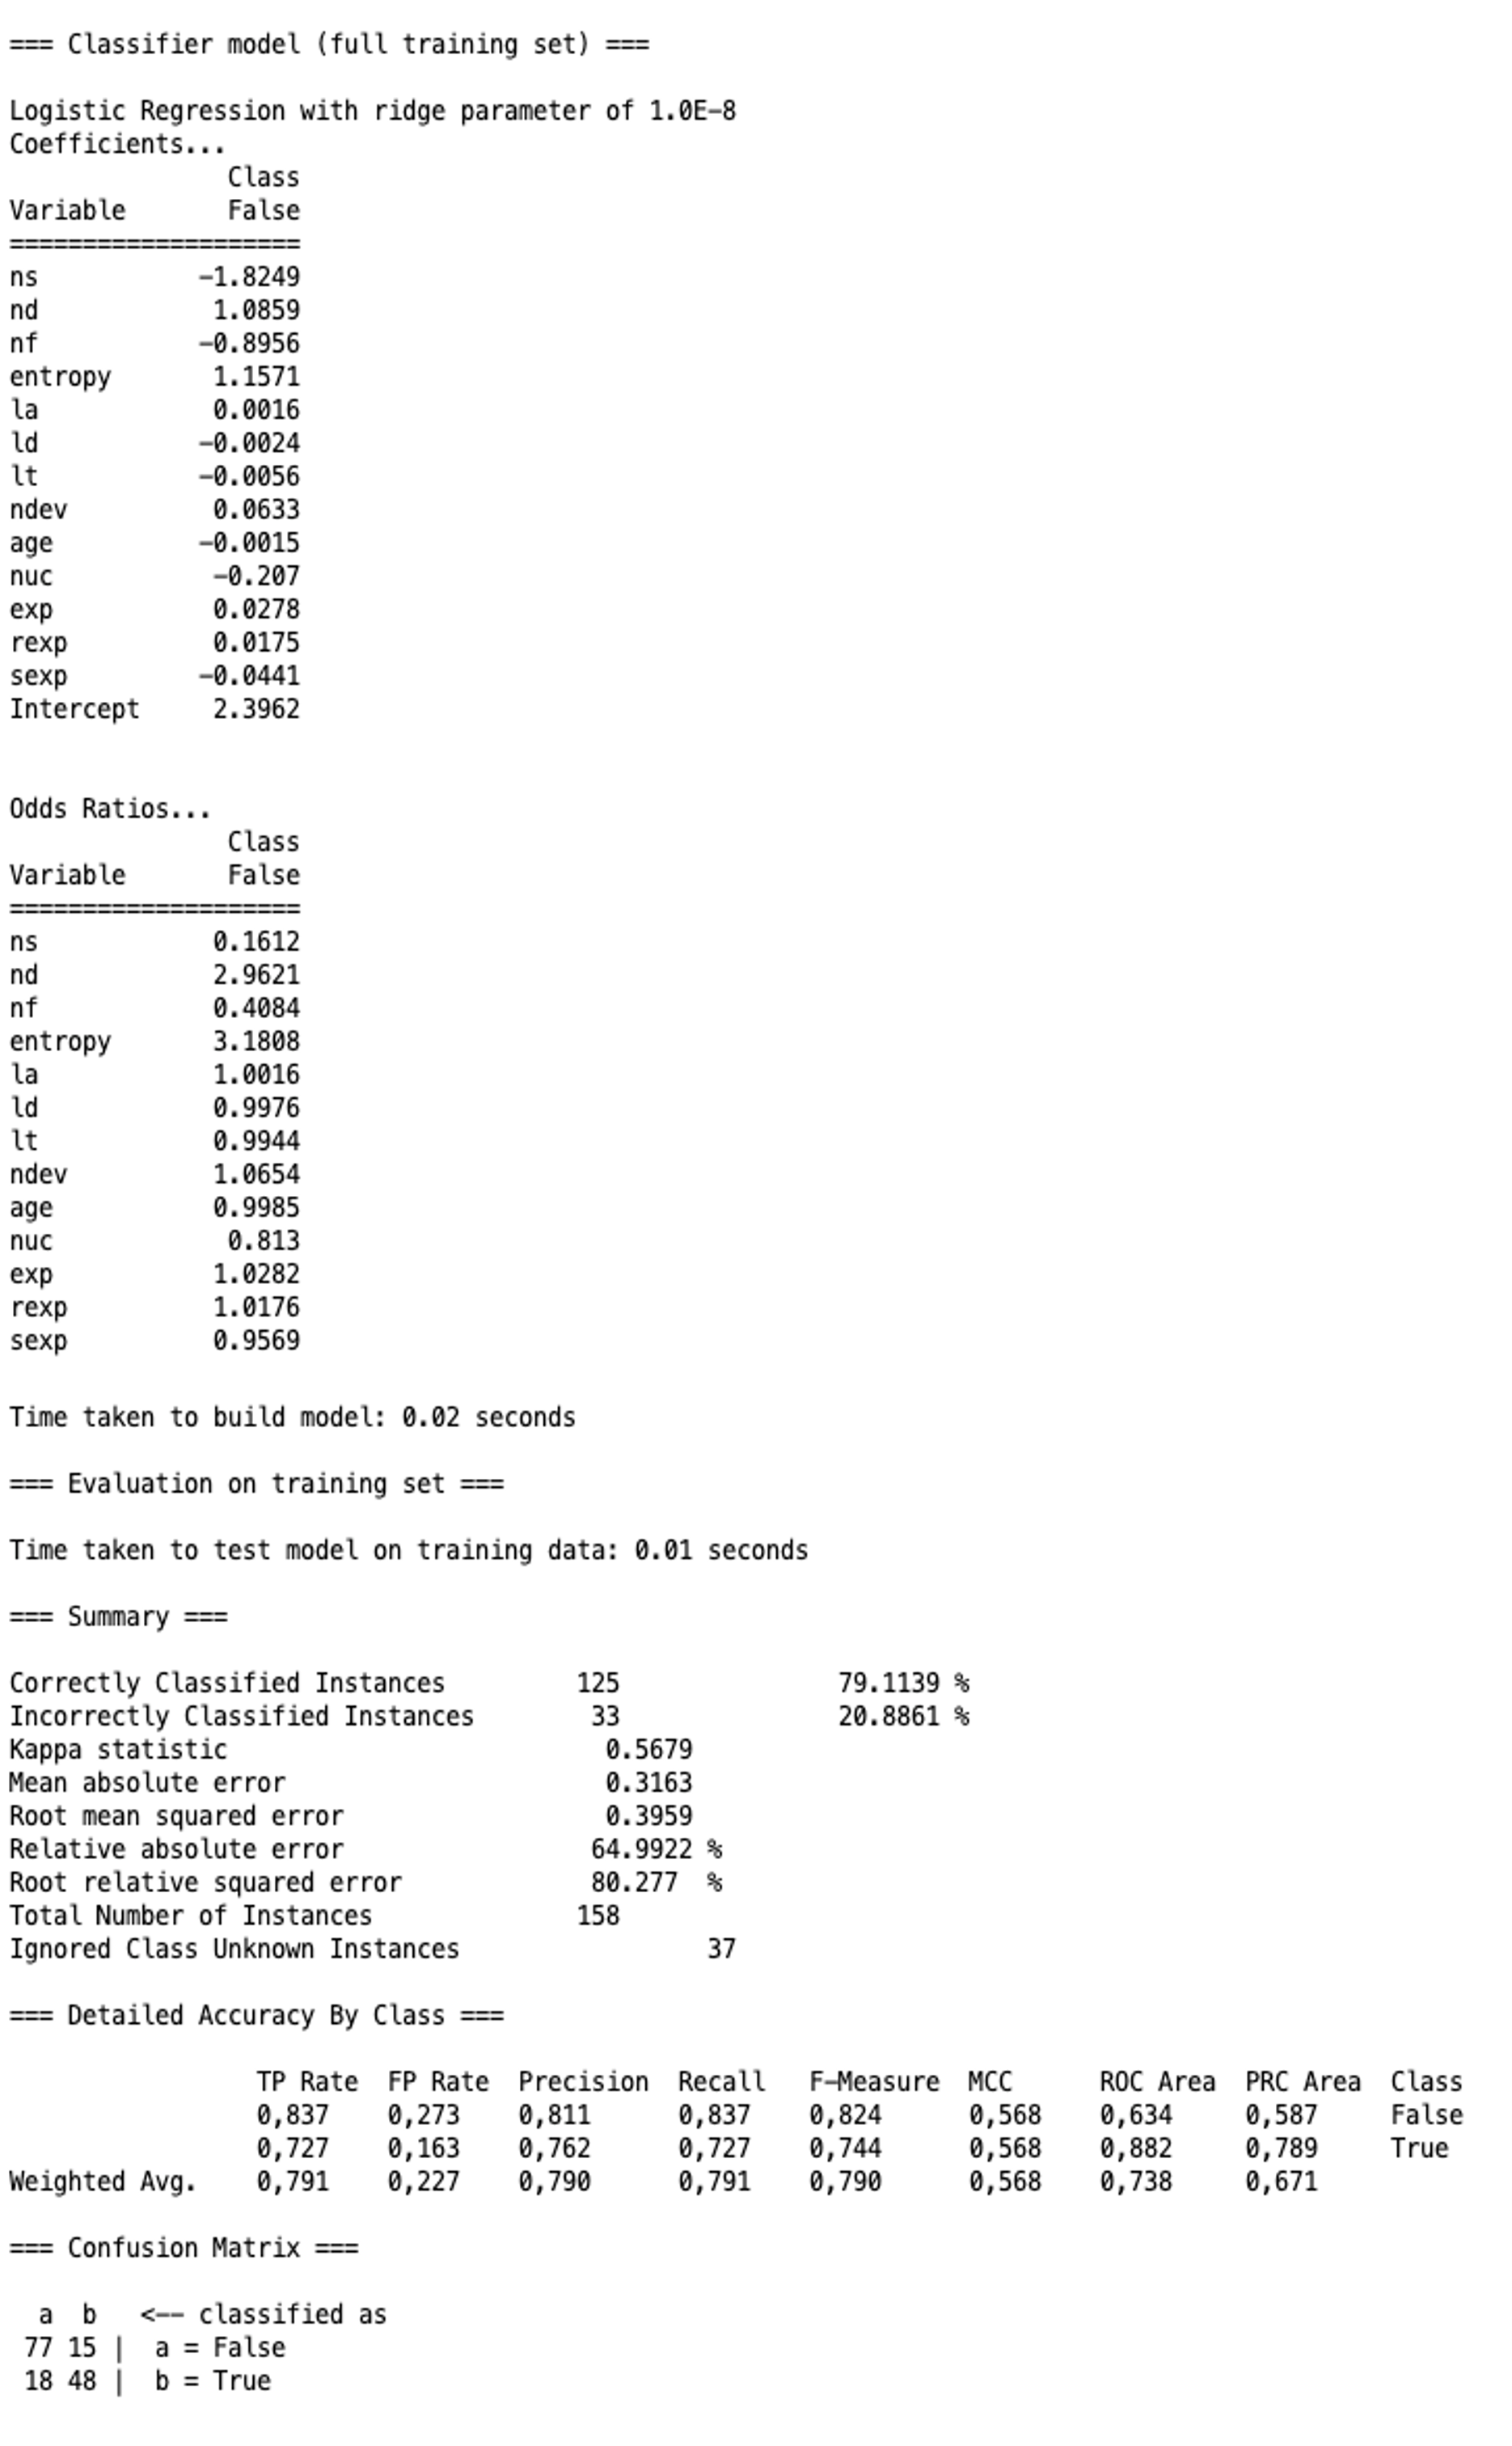 === Classifier model (full training set) ===
Logistic Regression with ridge parameter of 1.0E-8
Coefficients...
Class
Variable False
====================
ns -1.8249
nd 1.0859
nf -0.8956
entropy 1.1571
la 0.0016
ld -0.0024
lt -0.0056
ndev 0.0633
age -0.0015
nuc -0.207
exp 0.0278
rexp 0.0175
sexp -0.0441
Intercept 2.3962
Odds Ratios...
Class
Variable False
====================
ns 0.1612
nd 2.9621
nf 0.4084
entropy 3.1808
la 1.0016
ld 0.9976
lt 0.9944
ndev 1.0654
age 0.9985
nuc 0.813
exp 1.0282
rexp 1.0176
sexp 0.9569
Time taken to build model: 0.02 seconds
=== Evaluation on training set ===
Time taken to test model on training data: 0.01 seconds
=== Summary ===
Correctly Classified Instances 125 79.1139 %
Incorrectly Classified Instances 33 20.8861 %
Kappa statistic 0.5679
Mean absolute error 0.3163
Root mean squared error 0.3959
Relative absolute error 64.9922 %
Root relative squared error 80.277 %
Total Number of Instances 158
Ignored Class Unknown Instances 37
=== Detailed Accuracy By Class ===
TP Rate FP Rate Precision Recall F-Measure MCC ROC Area PRC Area Class
0,837 0,273 0,811 0,837 0,824 0,568 0,634 0,587 False
0,727 0,163 0,762 0,727 0,744 0,568 0,882 0,789 True
Weighted Avg. 0,791 0,227 0,790 0,791 0,790 0,568 0,738 0,671
=== Confusion Matrix ===
a b <-- classified as
77 15 | a = False
18 48 | b = True